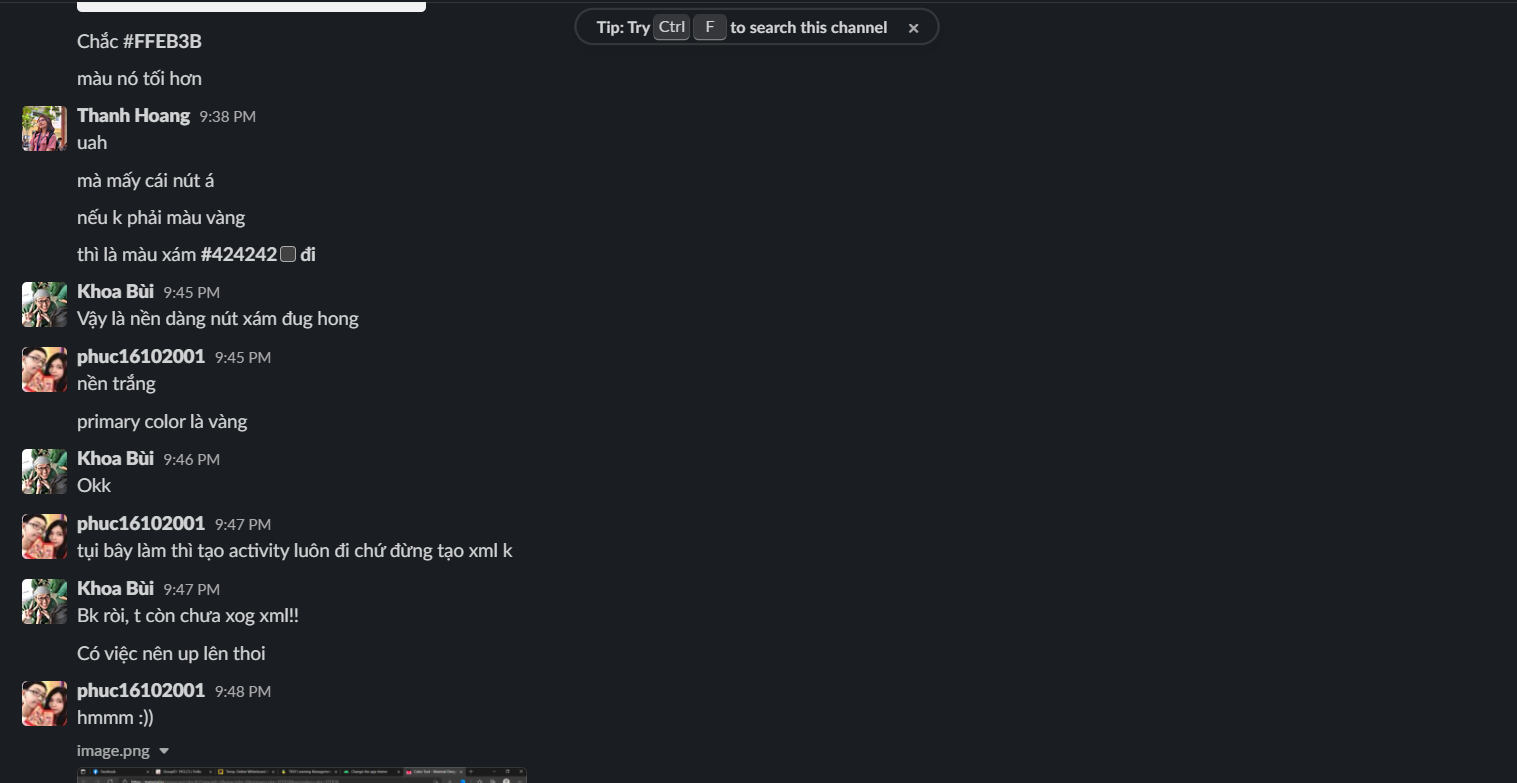 Tip: Try Ctrl F to search this channel ×
Chắc #FFEB3B
màu nó tối hơn
Thanh Hoang 9:38 PM
uah
mà mấy cái nút á
nếu k phải màu vàng
thì là màu xám #424242 đi
Khoa Bùi 9:45 PM
Vậy là nền dàng nút xám đug hong
phuc16102001 9:45 PM
nền trắng
primary color là vàng
Khoa Bùi 9:46 PM
Okk
phuc16102001 9:47 PM
tụi bây làm thì tạo activity luôn đi chứ đừng tạo xml k
Khoa Bùi 9:47 PM
Bk ròi, t còn chưa xog xml!!
Có việc nên up lên thoi
phuc16102001 9:48 PM
hmmm :))
image.png